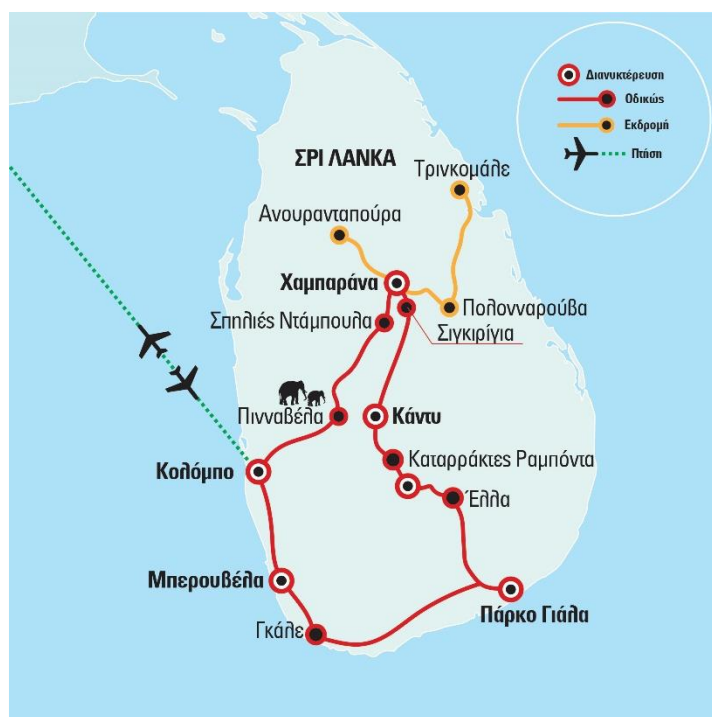 Διανυκτέρευση
Οδικώς
Εκδρομή
Πτήση
ΣΡΙ ΛΑΝΚΑ
Τρινκομάλε
Ανουρανταπούρα
Χαμπαράνα
Πολονναρούβα
Σπηλιές Ντάμπουλα
Σιγκιρίγια
Πινναβέλα
Κάντυ
Καταρράκτες Ραμπόντα
Κολόμπο
Έλλα
Μπερουβέλα
Πάρκο Γιάλα
Γκάλε